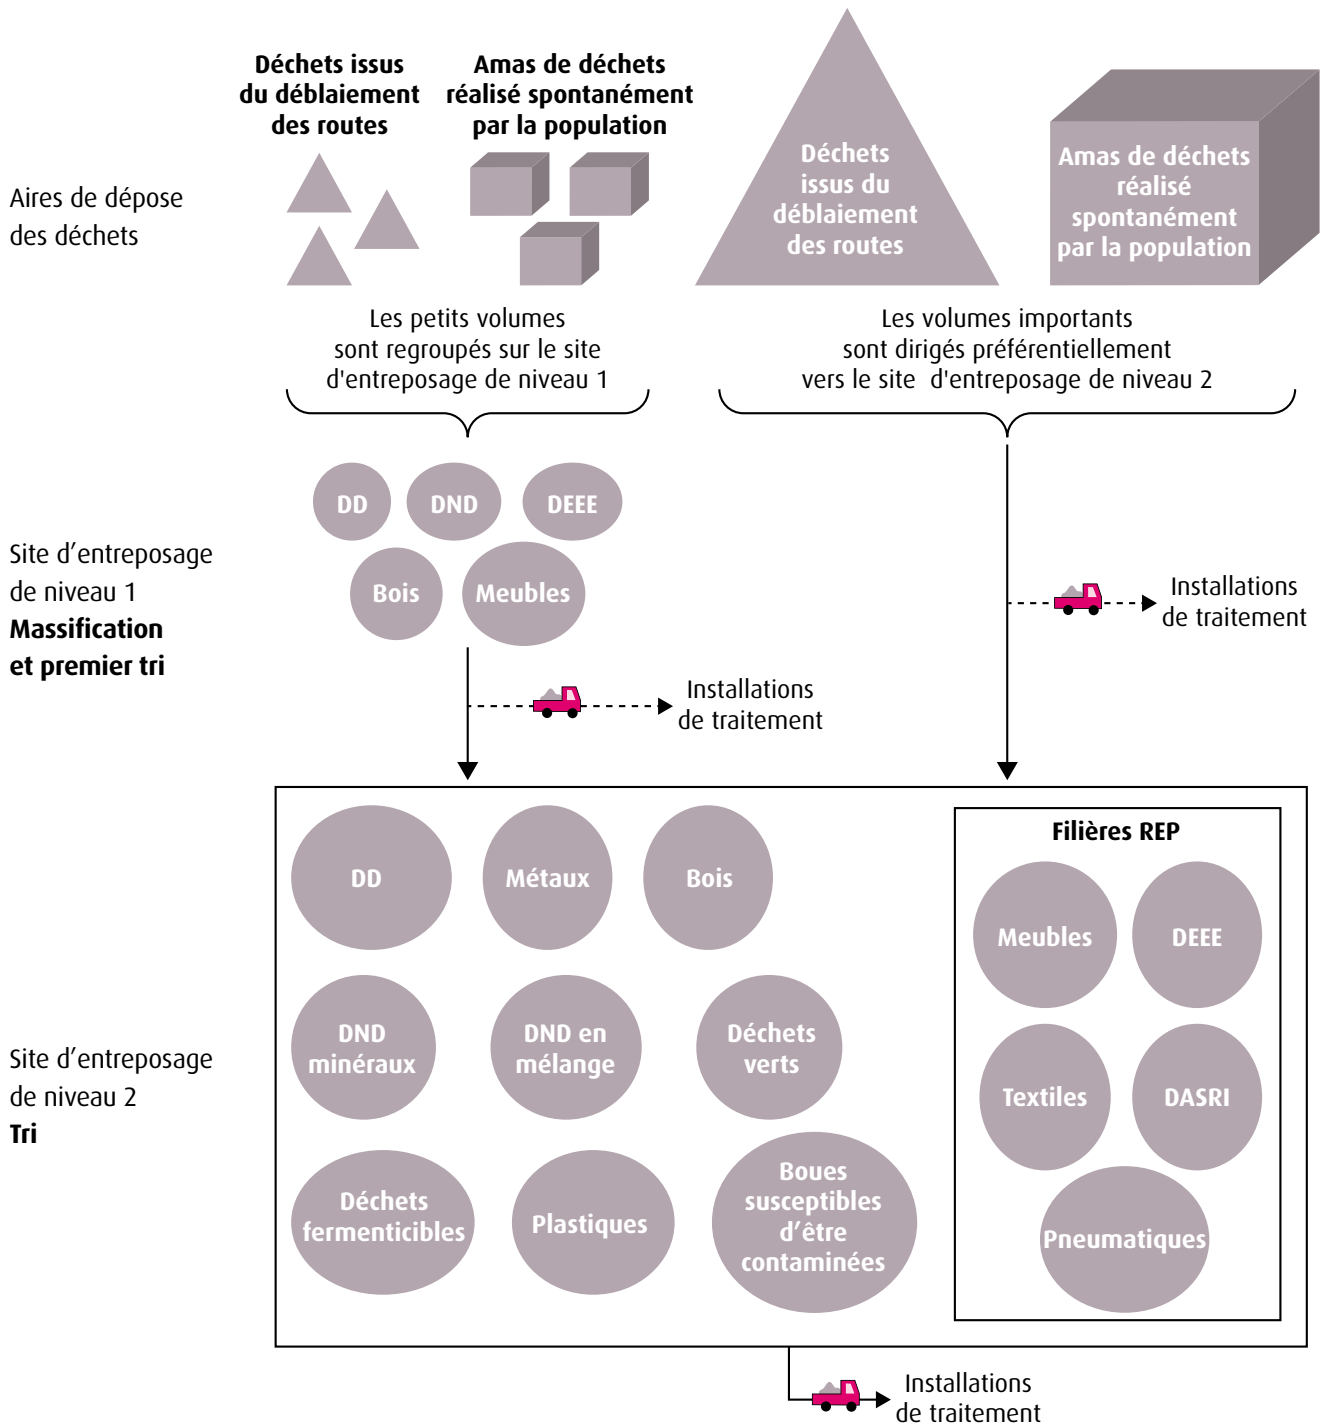 Déchets issus
du déblaiement
des routes
Amas de déchets
réalisé spontanément
par la population
Déchets
issus du
déblaiement
des routes
Amas de déchets
réalisé
spontanément
par la population
Aires de dépose
des déchets
Les petits volumes
sont regroupés sur le site
d'entreposage de niveau 1
Les volumes importants
sont dirigés préférentiellement
vers le site d'entreposage de niveau 2
DD
DND
DEEE
Bois
Meubles
Site d’entreposage
de niveau 1
Massification
et premier tri
Installations
de traitement
Installations
de traitement
DD
Métaux
Bois
Filières REP
Meubles
DEEE
DND
minéraux
DND en
mélange
Déchets
verts
Textiles
DASRI
Site d’entreposage
de niveau 2
Tri
Déchets
fermenticibles
Plastiques
Boues
susceptibles
d’être
contaminées
Pneumatiques
Installations
de traitement